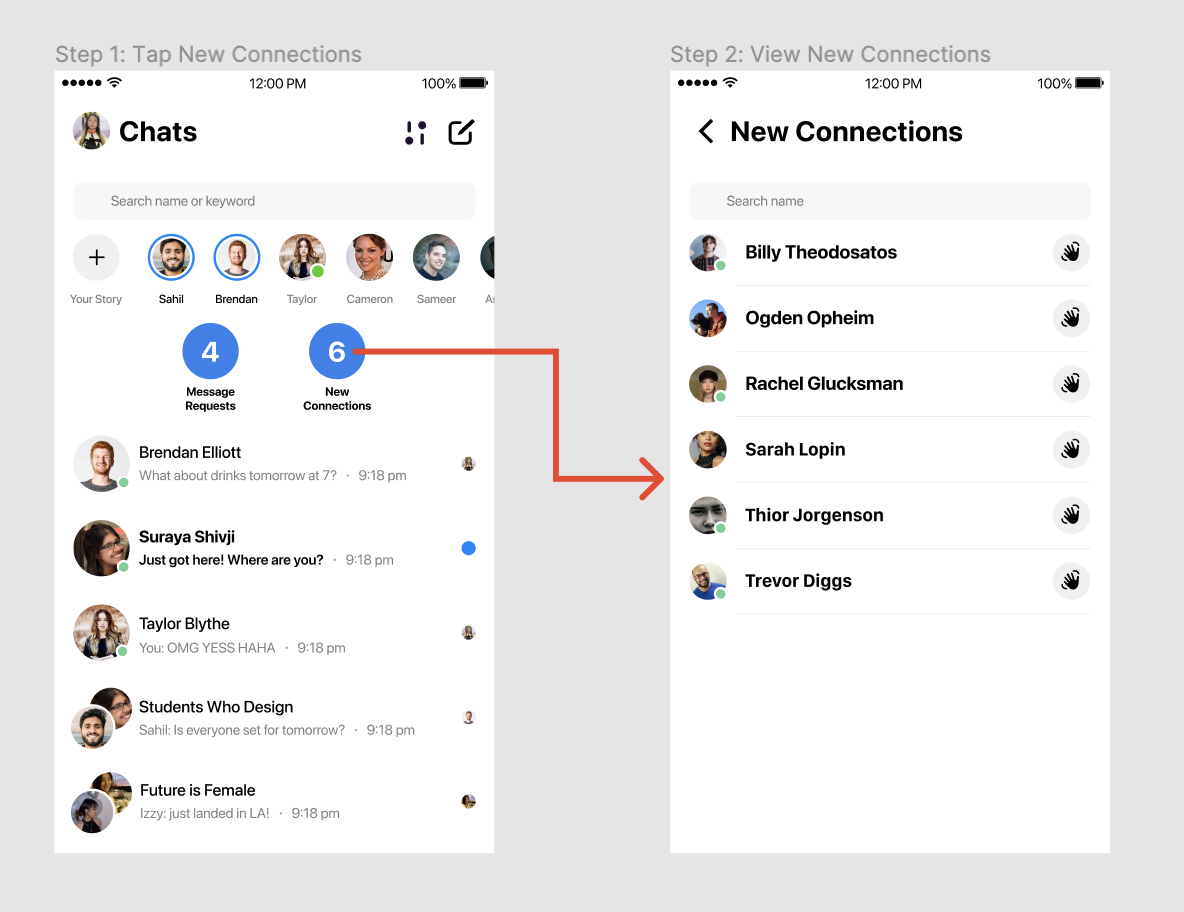 Step 1: Tap New Connections
12:00 PM
100%
Chats
Search name or keyword
Your Story
Sahil
Brendan
Taylor
Cameron
Sameer
4
Message
Requests
6
New
Connections
Brendan Elliott
What about drinks tomorrow at 7? · 9:18 pm
Suraya Shivji
Just got here! Where are you? · 9:18 pm
Taylor Blythe
You: OMG YESS HAHA · 9:18 pm
Students Who Design
Sahil: Is everyone set for tomorrow? · 9:18 pm
Future is Female
Izzy: just landed in LA! · 9:18 pm
Step 2: View New Connections
12:00 PM
100%
New Connections
Search name
Billy Theodosatos
Ogden Opheim
Rachel Glucksman
Sarah Lopin
Thior Jorgenson
Trevor Diggs